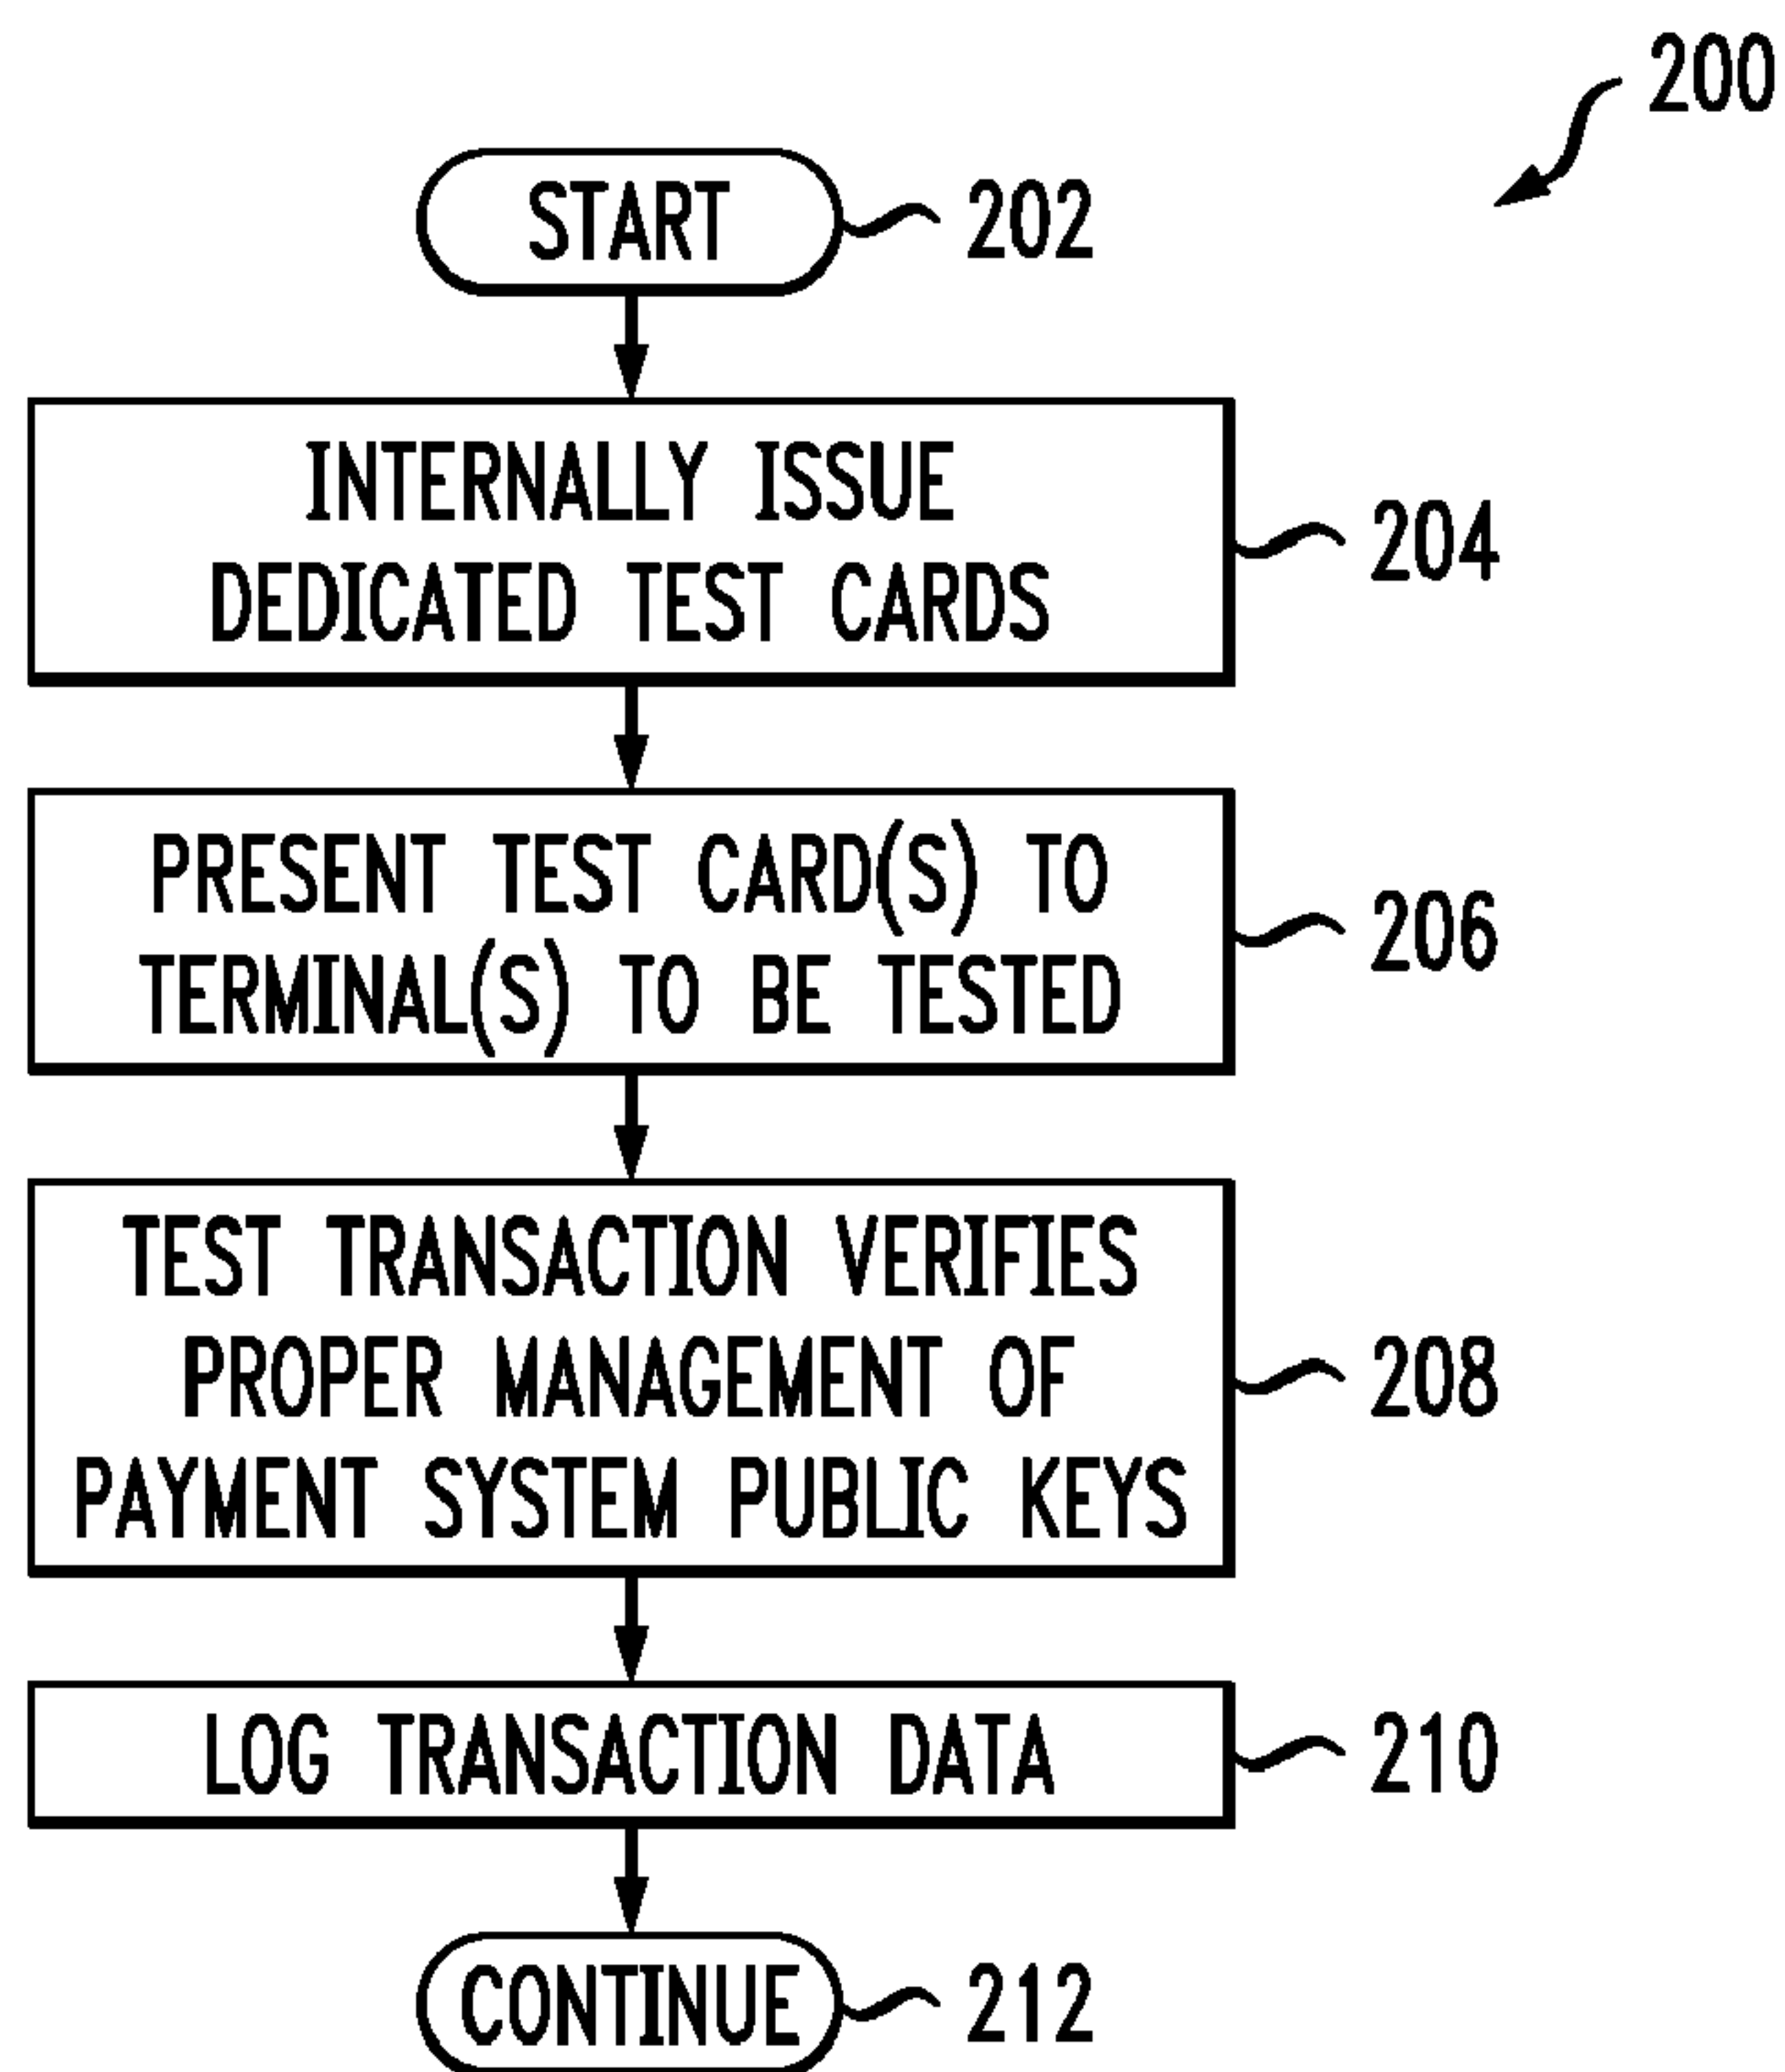 200
START
202
INTERNALLY ISSUE
DEDICATED TEST CARDS
204
PRESENT TEST CARD(S) TO
TERMINAL(S) TO BE TESTED
206
TEST TRANSACTION VERIFIES
PROPER MANAGEMENT OF
PAYMENT SYSTEM PUBLIC KEYS
208
LOG TRANSACTION DATA
210
CONTINUE
212